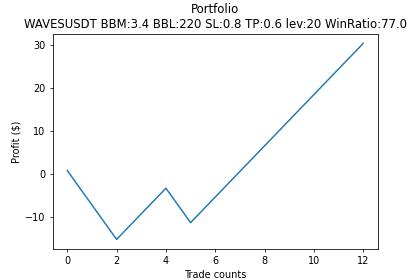 Portfolio
WAVESUSDT BBM:3.4 BBL:220 SL:0.8 TP:0.6 lev:20 WinRatio:77.0
30
20
10
0
−10
Profit ($)
0 2 4 6 8 10 12
Trade counts